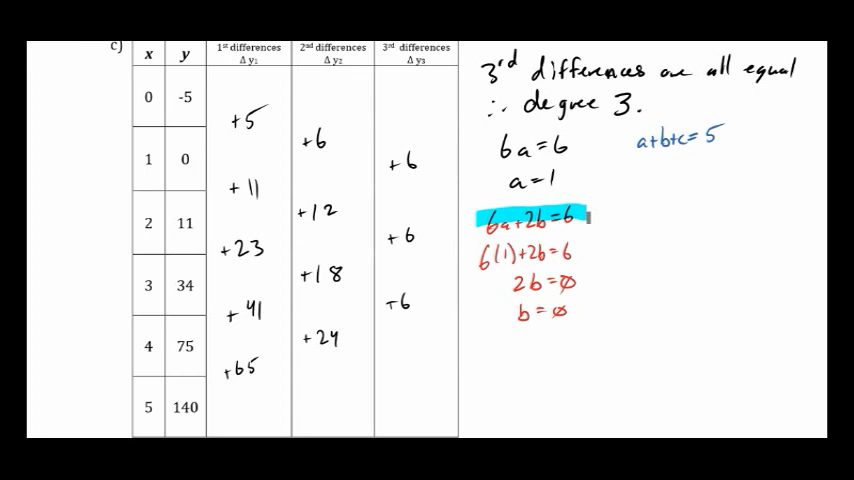 c)
x y 1st differences 2nd differences 3rd differences
Δ y₁ Δ y₂ Δ y₃
0 -5
+5
1 0 +6
+11 +6
2 11 +12
+23 +6
3 34 +18
+41 +6
4 75 +24
+65
5 140
3rd differences are all equal
∴ degree 3.
6a=6
a=1
a+b+c=5
6a+2b=6
6(1)+2b=6
2b=0
b=0